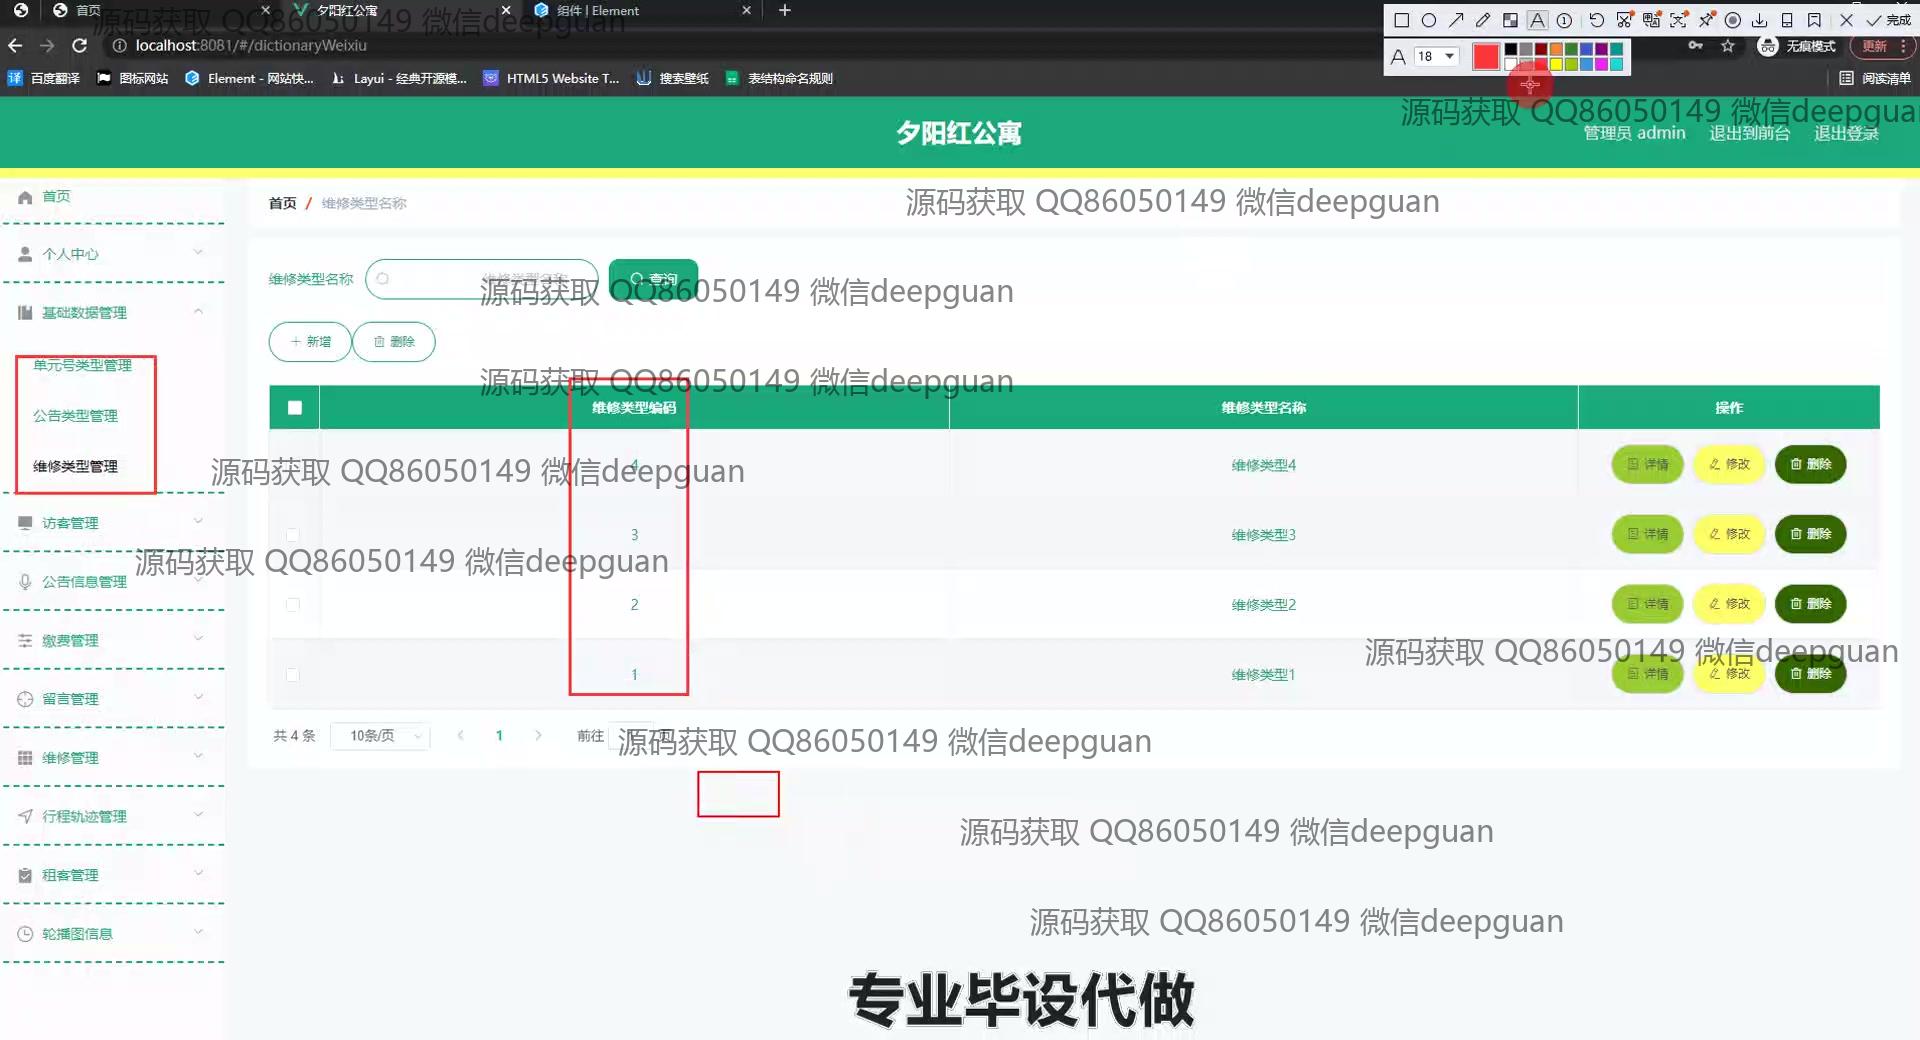 首页
夕阳红公寓
组件 | Element
源码获取 QQ86050149 微信deepguan
完成
localhost:8081/#/dictionaryWeixiu
A 18
无痕模式
更新
译 百度翻译
图标网站
Element - 网站快...
Layui - 经典开源模...
HTML5 Website T...
搜索壁纸
表结构命名规则
阅读清单
源码获取 QQ86050149 微信deepgua
夕阳红公寓
管理员 admin
退出到前台
退出登录
首页
首页 / 维修类型名称
源码获取 QQ86050149 微信deepguan
个人中心
维修类型名称
维修类型名称
查询
源码获取 QQ86050149 微信deepguan
基础数据管理
新增
删除
单元号类型管理
源码获取 QQ86050149 微信deepguan
公告类型管理
维修类型编码
维修类型名称
操作
维修类型管理
源码获取 QQ86050149 微信deepguan
4
维修类型4
详情
修改
删除
访客管理
3
维修类型3
详情
修改
删除
源码获取 QQ86050149 微信deepguan
公告信息管理
2
维修类型2
详情
修改
删除
缴费管理
源码获取 QQ86050149 微信deepguan
1
维修类型1
详情
修改
删除
留言管理
共 4 条
10条/页
1
前往
页
源码获取 QQ86050149 微信deepguan
维修管理
行程轨迹管理
源码获取 QQ86050149 微信deepguan
租客管理
源码获取 QQ86050149 微信deepguan
轮播图信息
专业毕设代做